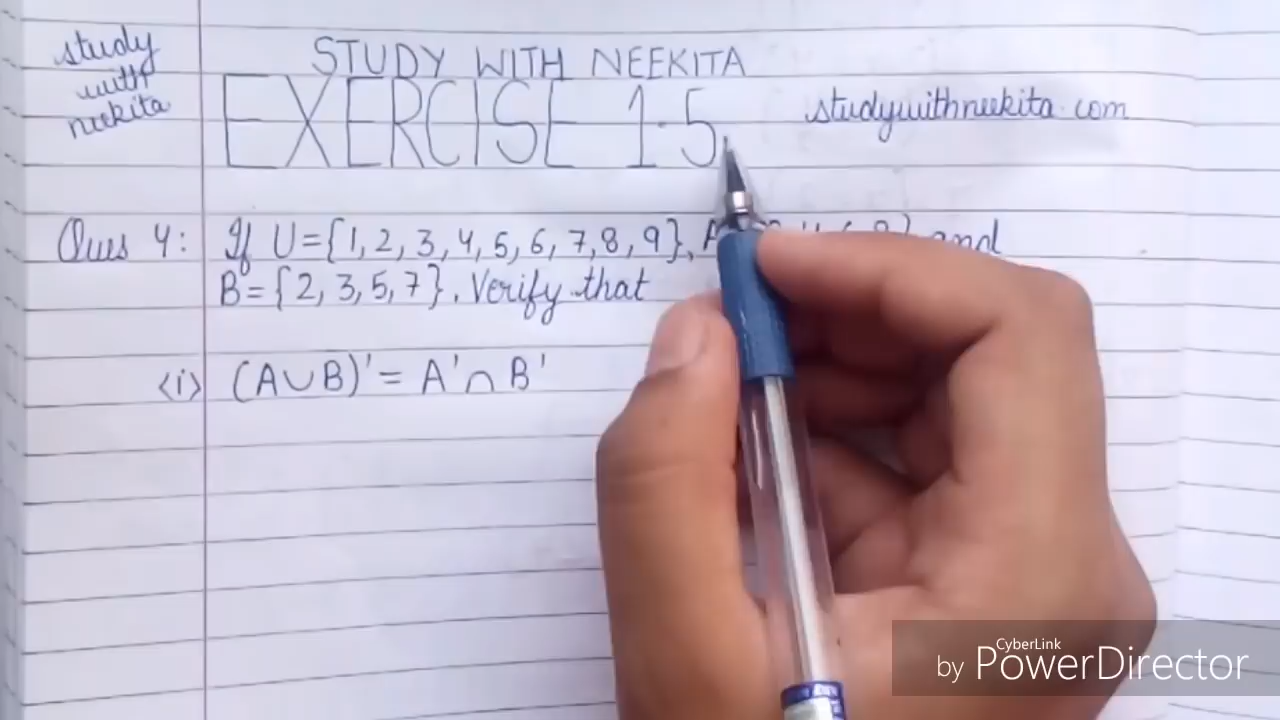 study
with
neekita
STUDY WITH NEEKITA
EXERCISE 1.5
studywithneekita.com
Ques 4: If U={1,2,3,4,5,6,7,8,9}, and
B={2,3,5,7}. Verify that
<i> (A∪B)'=A'∩B'
CyberLink
by PowerDirector